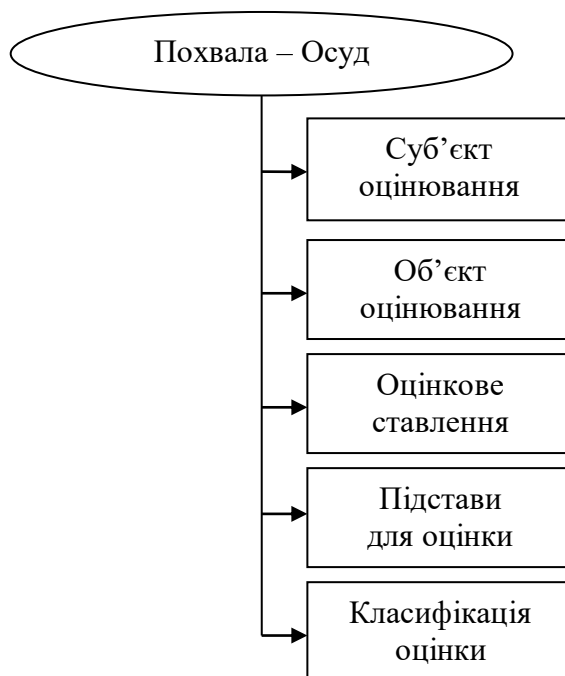 Похвала – Осуд
Суб’єкт
оцінювання
Об’єкт
оцінювання
Оцінкове
ставлення
Підстави
для оцінки
Класифікація
оцінки